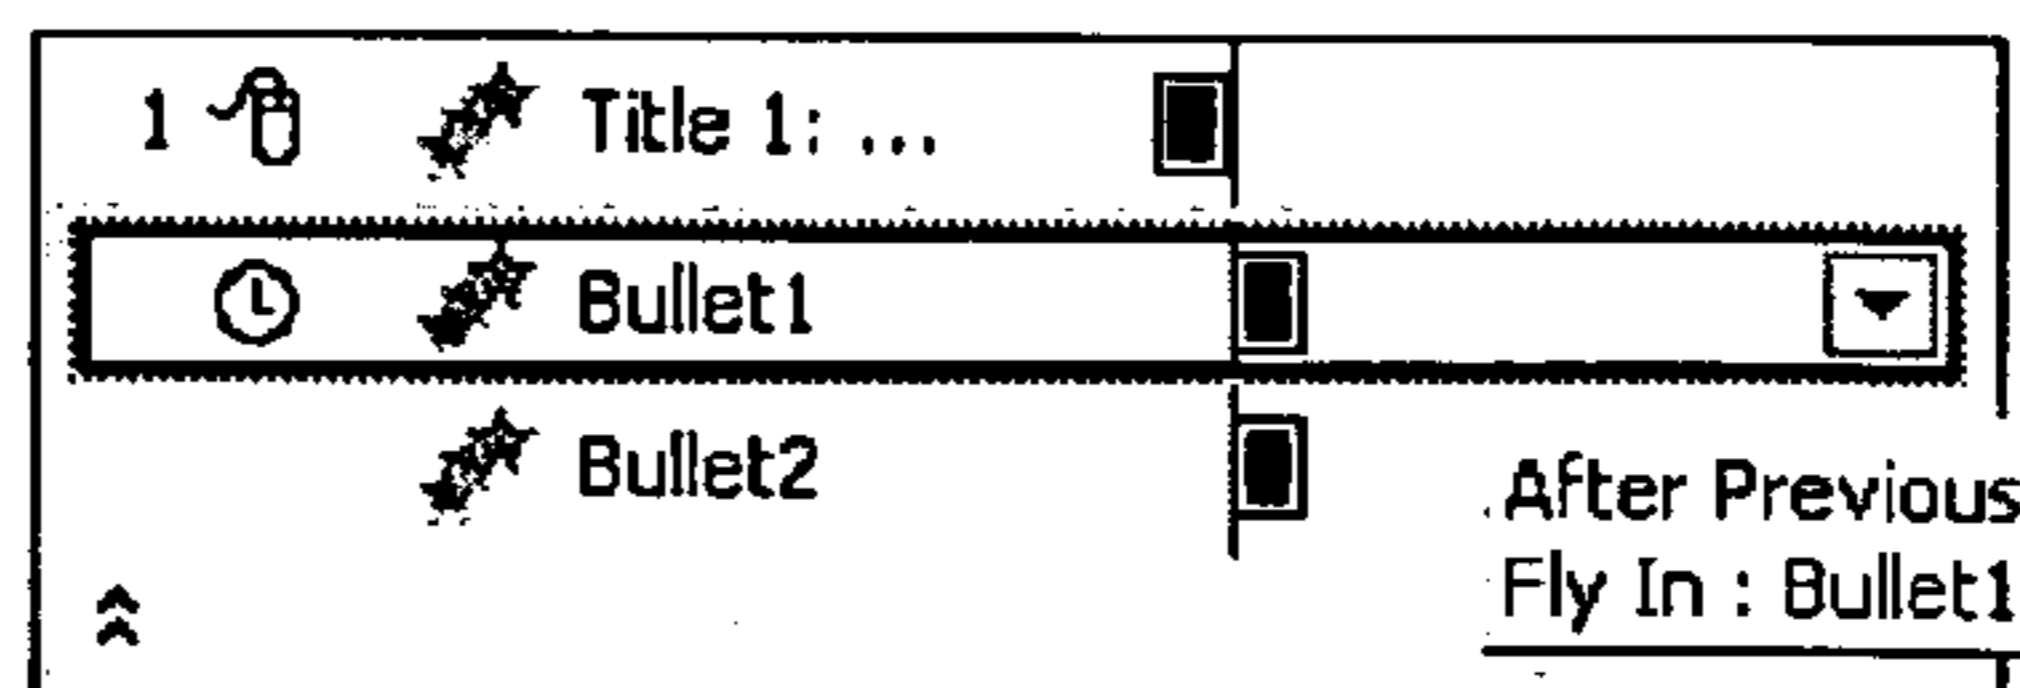 1 Title 1: ...
Bullet1
Bullet2
After Previous
Fly In : Bullet1